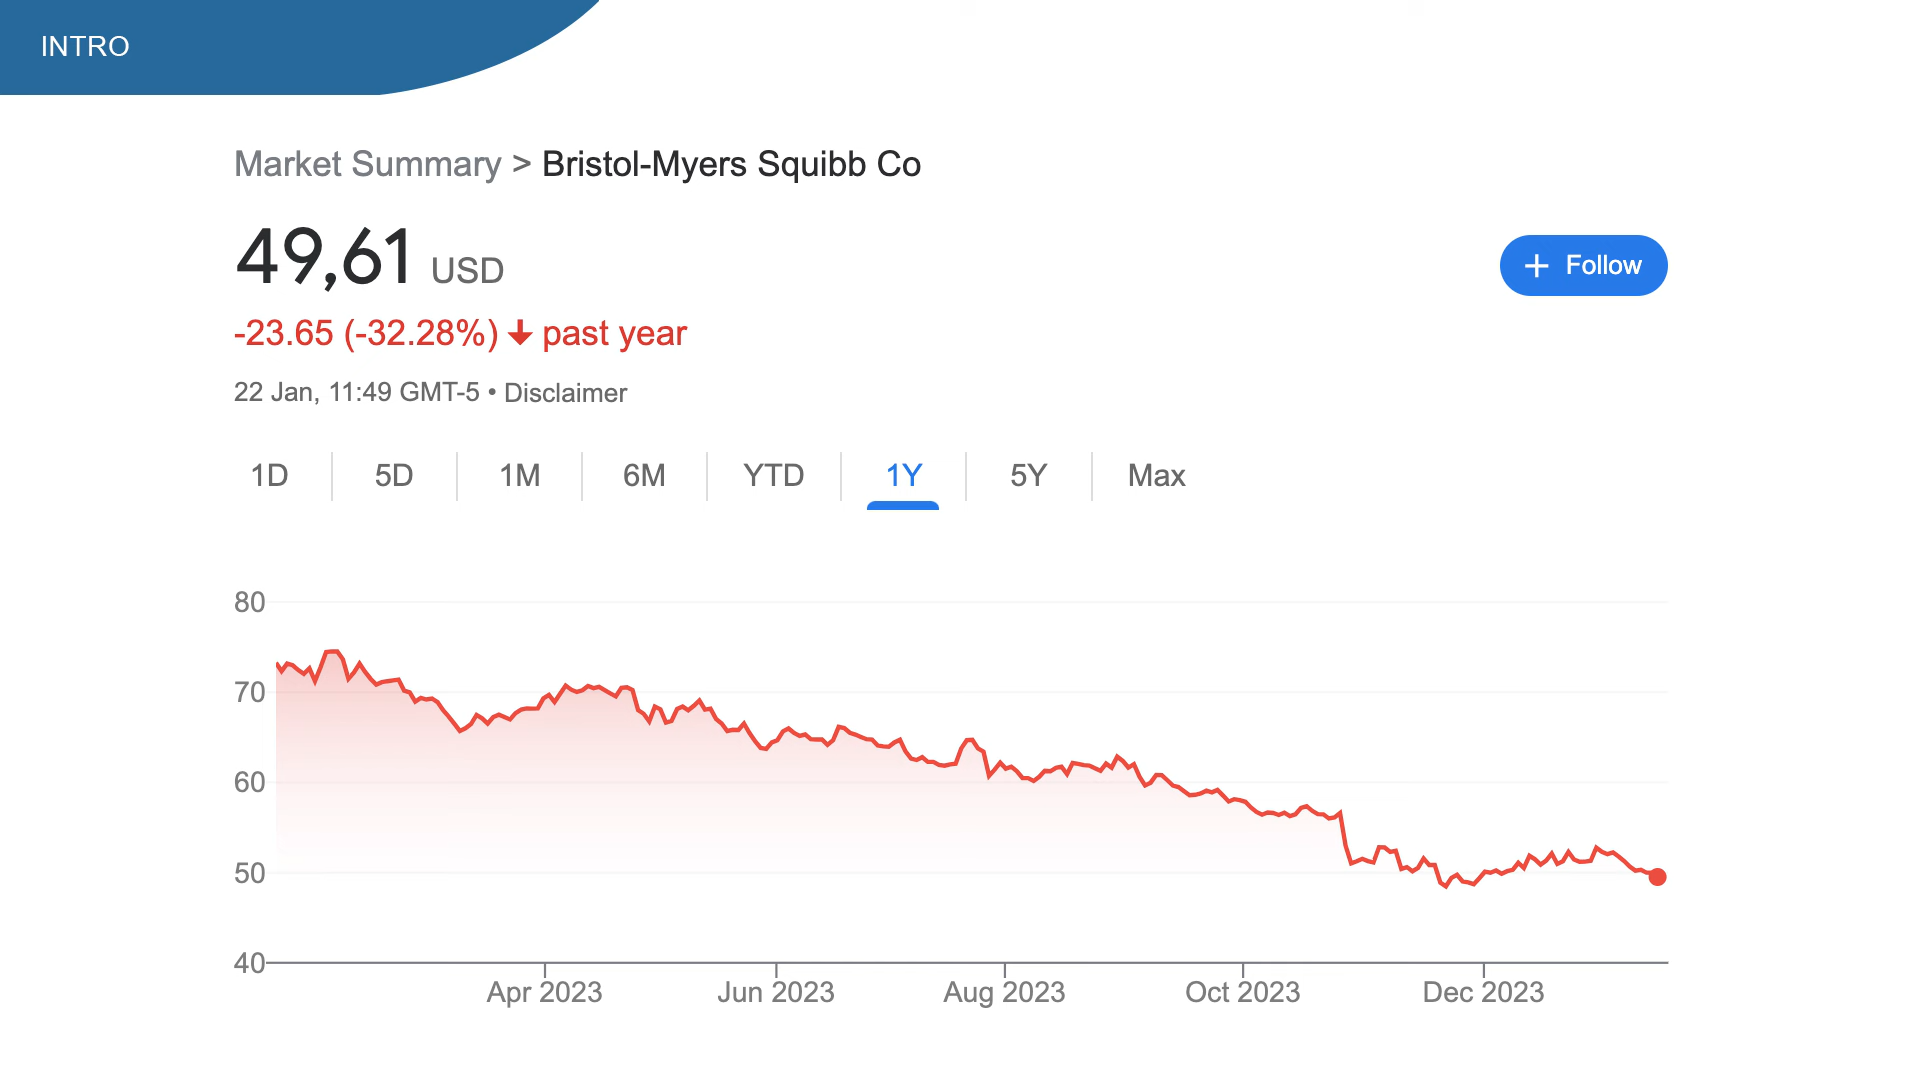 INTRO
Market Summary > Bristol-Myers Squibb Co
49,61 USD
+ Follow
-23.65 (-32.28%) ↓ past year
22 Jan, 11:49 GMT-5 • Disclaimer
1D 5D 1M 6M YTD 1Y 5Y Max
80
70
60
50
40
Apr 2023 Jun 2023 Aug 2023 Oct 2023 Dec 2023